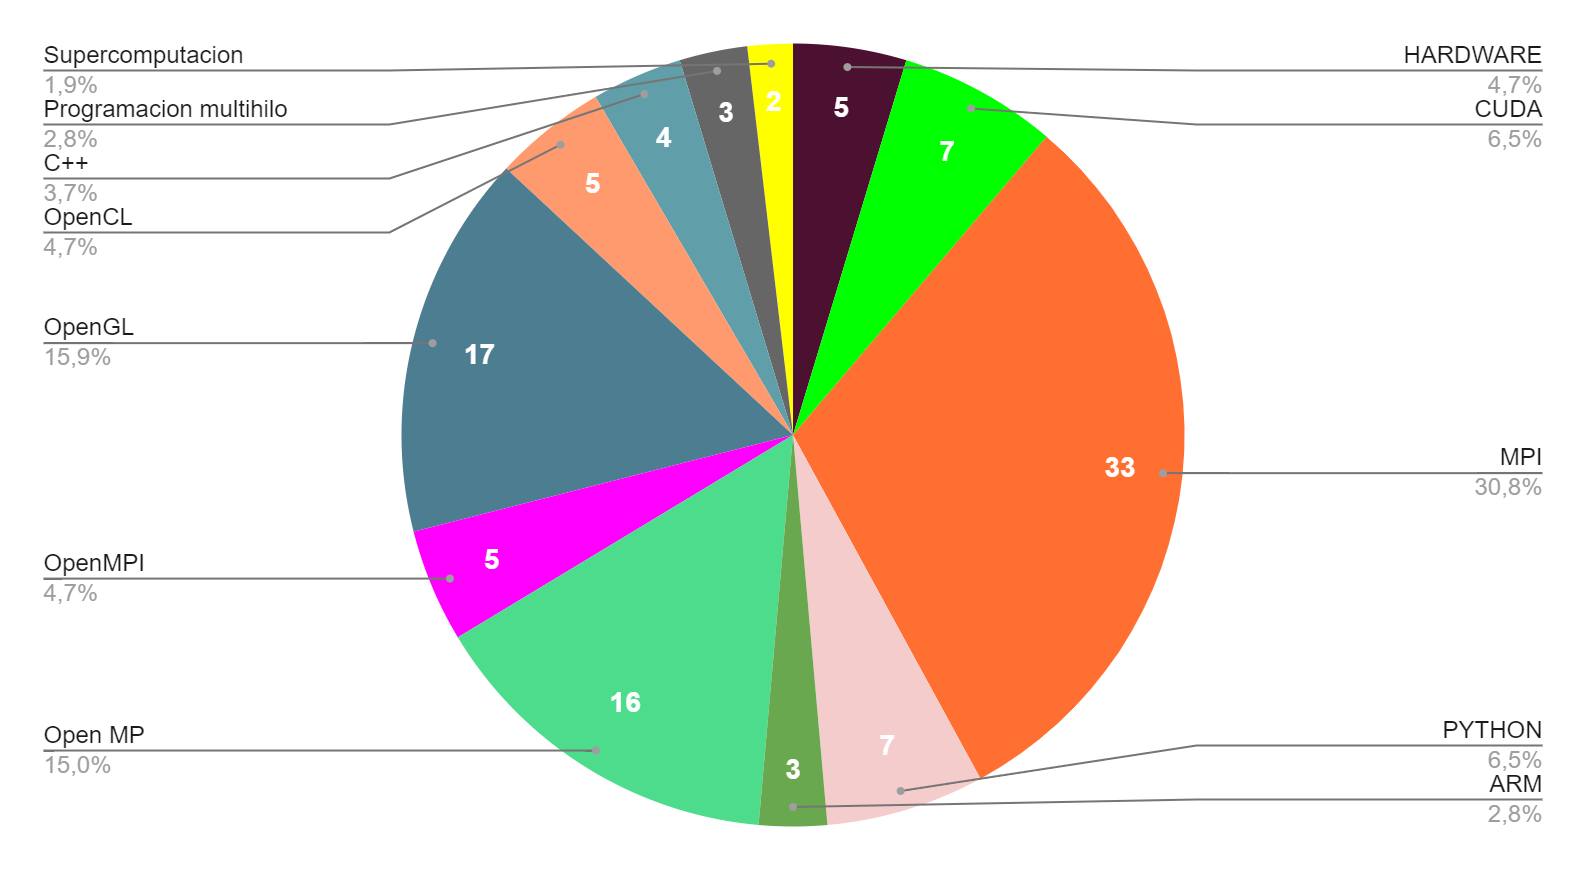 Supercomputacion
1,9%
Programacion multihilo
2,8%
C++
3,7%
OpenCL
4,7%
OpenGL
15,9%
OpenMPI
4,7%
Open MP
15,0%
2
3
4
5
17
5
16
3
7
33
7
5
HARDWARE
4,7%
CUDA
6,5%
MPI
30,8%
PYTHON
6,5%
ARM
2,8%